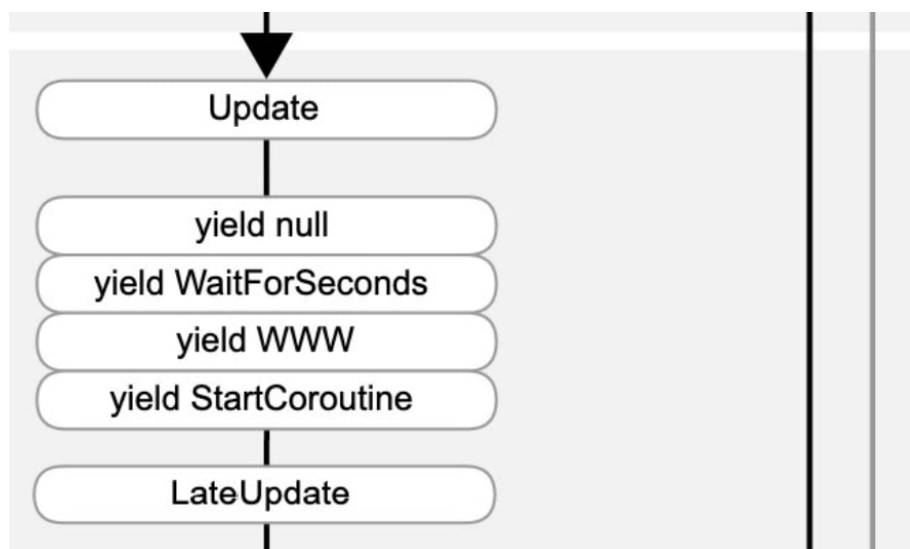 Update
yield null
yield WaitForSeconds
yield WWW
yield StartCoroutine
LateUpdate